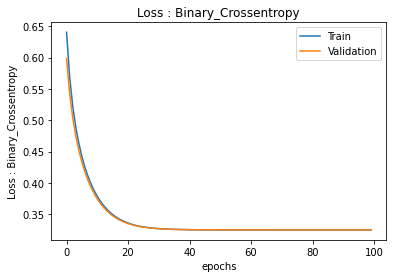 Loss : Binary_Crossentropy
Train
Validation
Loss : Binary_Crossentropy
0.65
0.60
0.55
0.50
0.45
0.40
0.35
0 20 40 60 80 100
epochs